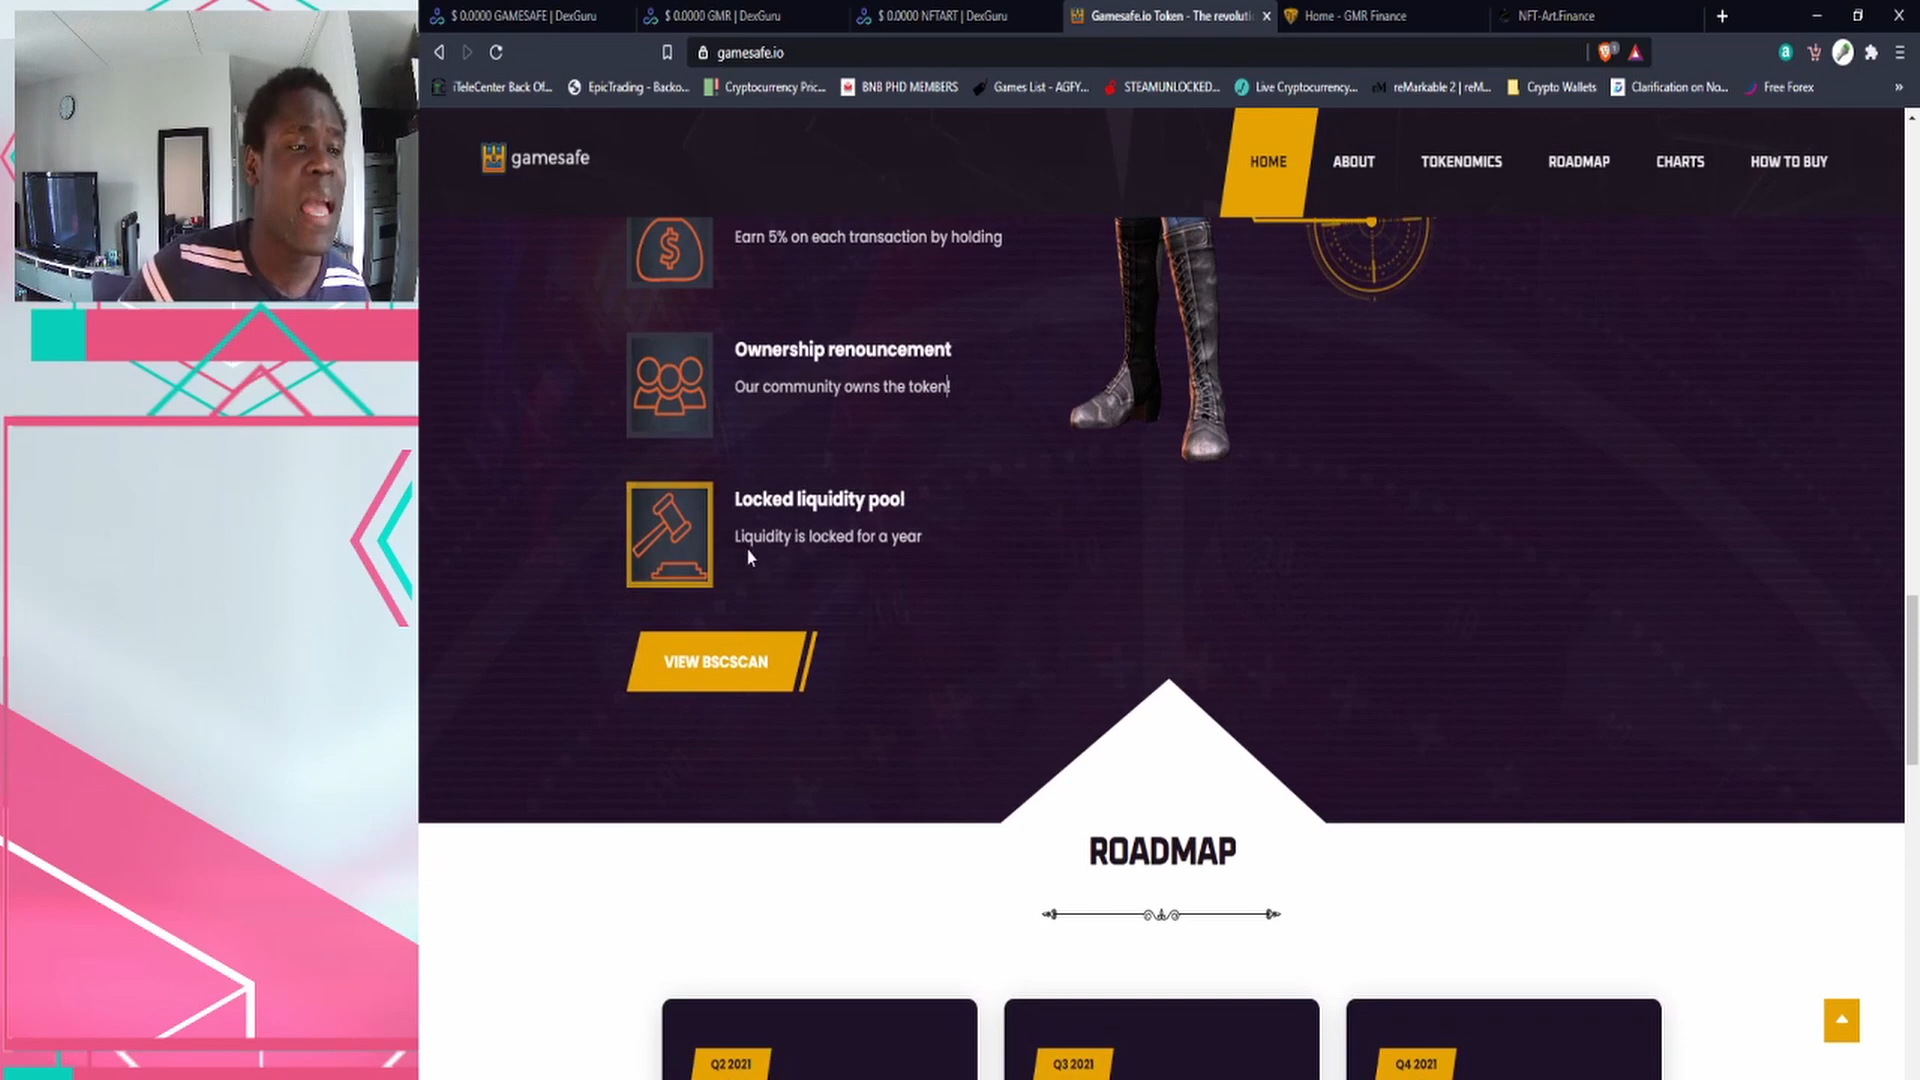 $ 0.0000 GAMESAFE | DexGuru
$ 0.0000 GMR | DexGuru
$ 0.0000 NFTART | DexGuru
Gamesafe.io Token - The revoluti
Home - GMR Finance
NFT-Art.Finance
gamesafe.io
iTeleCenter Back Of...
EpicTrading - Backo...
Cryptocurrency Pric...
BNB PHD MEMBERS
Games List - AGFY...
STEAMUNLOCKED...
Live Cryptocurrency...
reMarkable 2 | reM...
Crypto Wallets
Clarification on No...
Free Forex
gamesafe
HOME
ABOUT
TOKENOMICS
ROADMAP
CHARTS
HOW TO BUY
Earn 5% on each transaction by holding
Ownership renouncement
Our community owns the token!
Locked liquidity pool
Liquidity is locked for a year
VIEW BSCSCAN
ROADMAP
Q2 2021
Q3 2021
Q4 2021